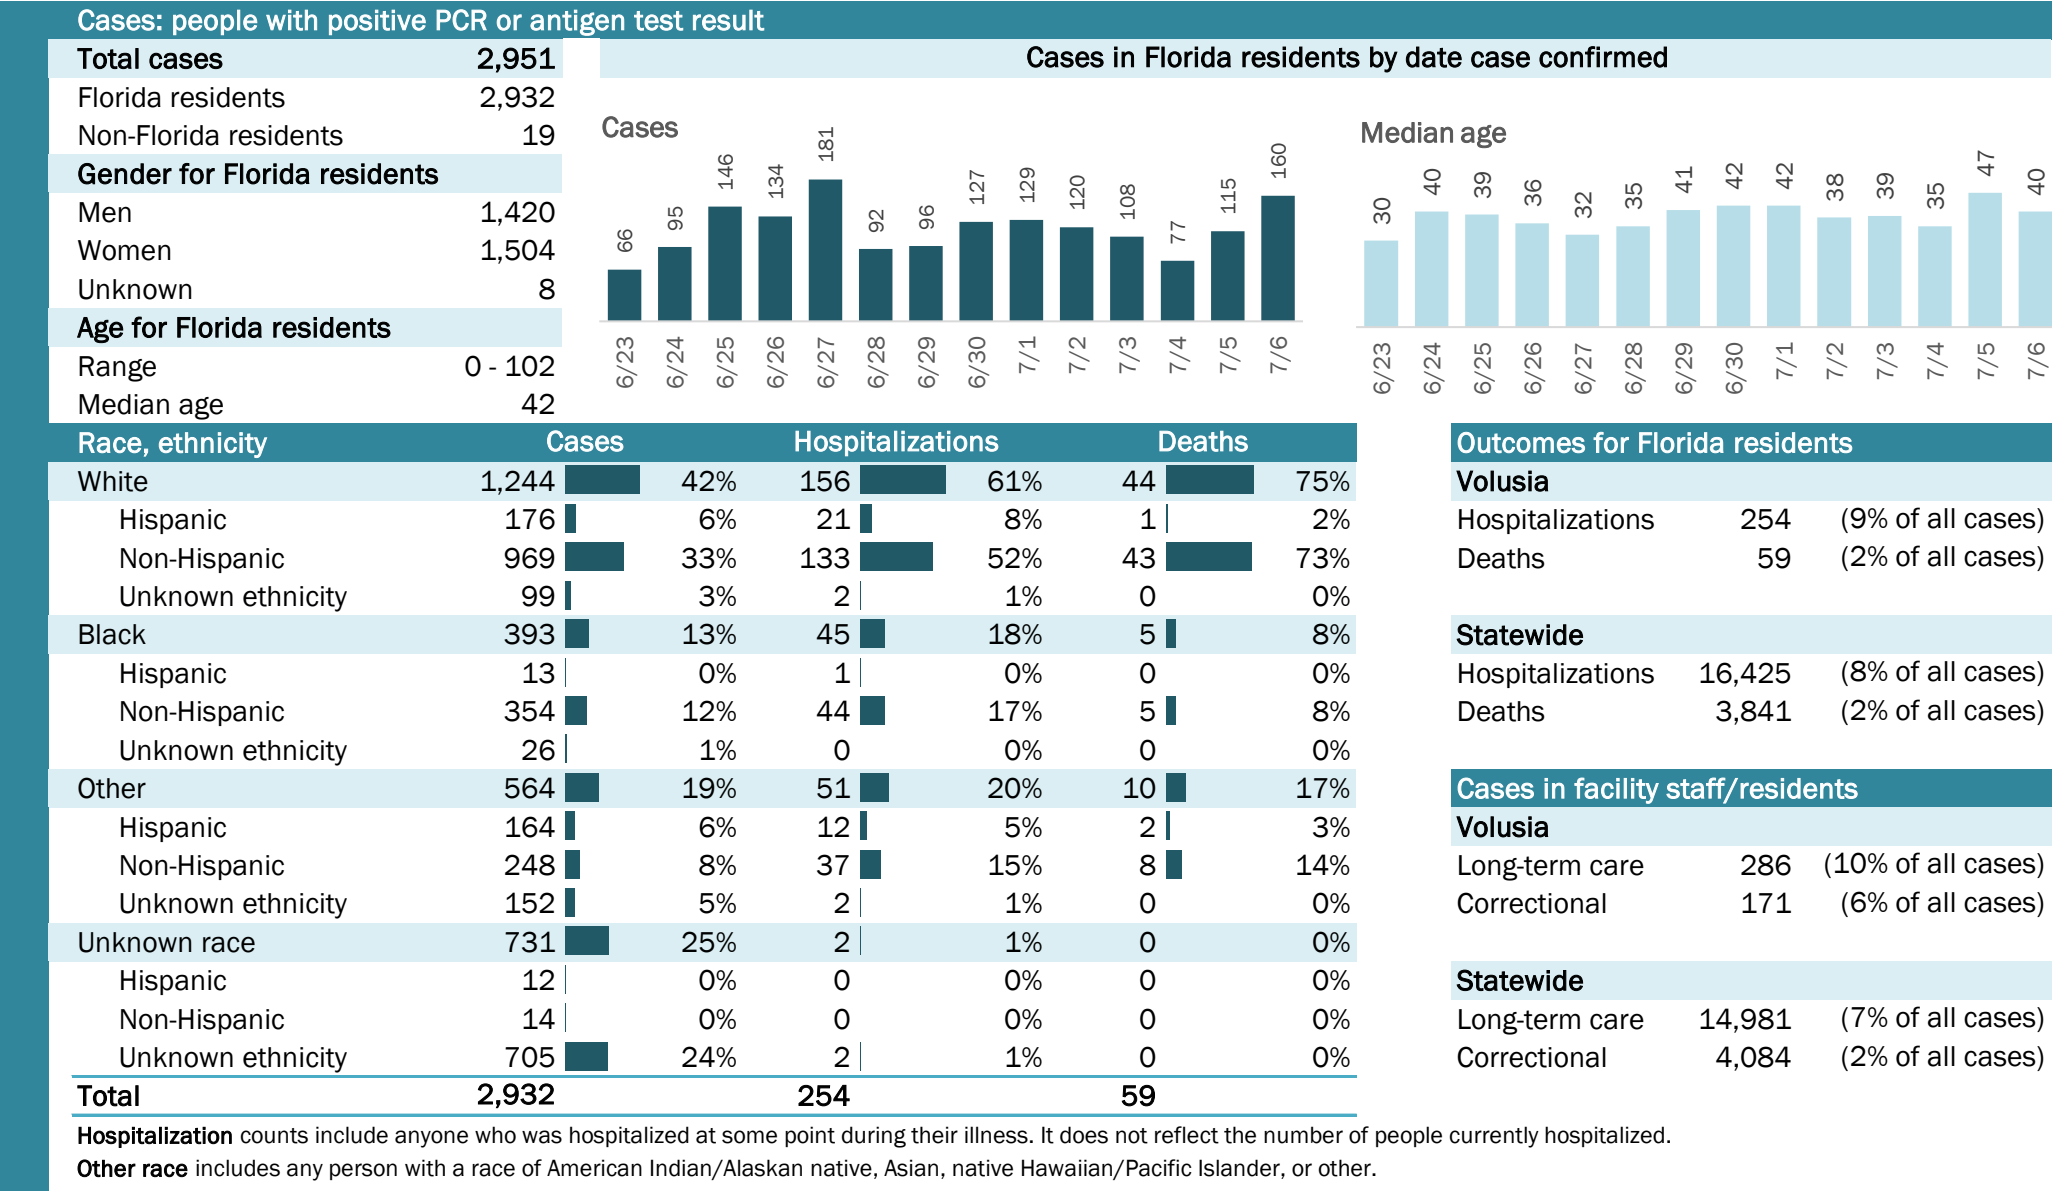 Cases: people with positive PCR or antigen test result
Total cases 2,951
Florida residents 2,932
Non-Florida residents 19
Gender for Florida residents
Men 1,420
Women 1,504
Unknown 8
Age for Florida residents
Range 0 - 102
Median age 42
Cases in Florida residents by date case confirmed
Cases
66 95 146 134 181 92 96 127 129 120 108 77 115 160
6/23 6/24 6/25 6/26 6/27 6/28 6/29 6/30 7/1 7/2 7/3 7/4 7/5 7/6
Median age
30 40 39 36 32 35 41 42 42 38 39 35 47 40
6/23 6/24 6/25 6/26 6/27 6/28 6/29 6/30 7/1 7/2 7/3 7/4 7/5 7/6
Race, ethnicity Cases Hospitalizations Deaths
White 1,244 42% 156 61% 44 75%
Hispanic 176 6% 21 8% 1 2%
Non-Hispanic 969 33% 133 52% 43 73%
Unknown ethnicity 99 3% 2 1% 0 0%
Black 393 13% 45 18% 5 8%
Hispanic 13 0% 1 0% 0 0%
Non-Hispanic 354 12% 44 17% 5 8%
Unknown ethnicity 26 1% 0 0% 0 0%
Other 564 19% 51 20% 10 17%
Hispanic 164 6% 12 5% 2 3%
Non-Hispanic 248 8% 37 15% 8 14%
Unknown ethnicity 152 5% 2 1% 0 0%
Unknown race 731 25% 2 1% 0 0%
Hispanic 12 0% 0 0% 0 0%
Non-Hispanic 14 0% 0 0% 0 0%
Unknown ethnicity 705 24% 2 1% 0 0%
Total 2,932 254 59
Outcomes for Florida residents
Volusia
Hospitalizations 254 (9% of all cases)
Deaths 59 (2% of all cases)
Statewide
Hospitalizations 16,425 (8% of all cases)
Deaths 3,841 (2% of all cases)
Cases in facility staff/residents
Volusia
Long-term care 286 (10% of all cases)
Correctional 171 (6% of all cases)
Statewide
Long-term care 14,981 (7% of all cases)
Correctional 4,084 (2% of all cases)
Hospitalization counts include anyone who was hospitalized at some point during their illness. It does not reflect the number of people currently hospitalized.
Other race includes any person with a race of American Indian/Alaskan native, Asian, native Hawaiian/Pacific Islander, or other.